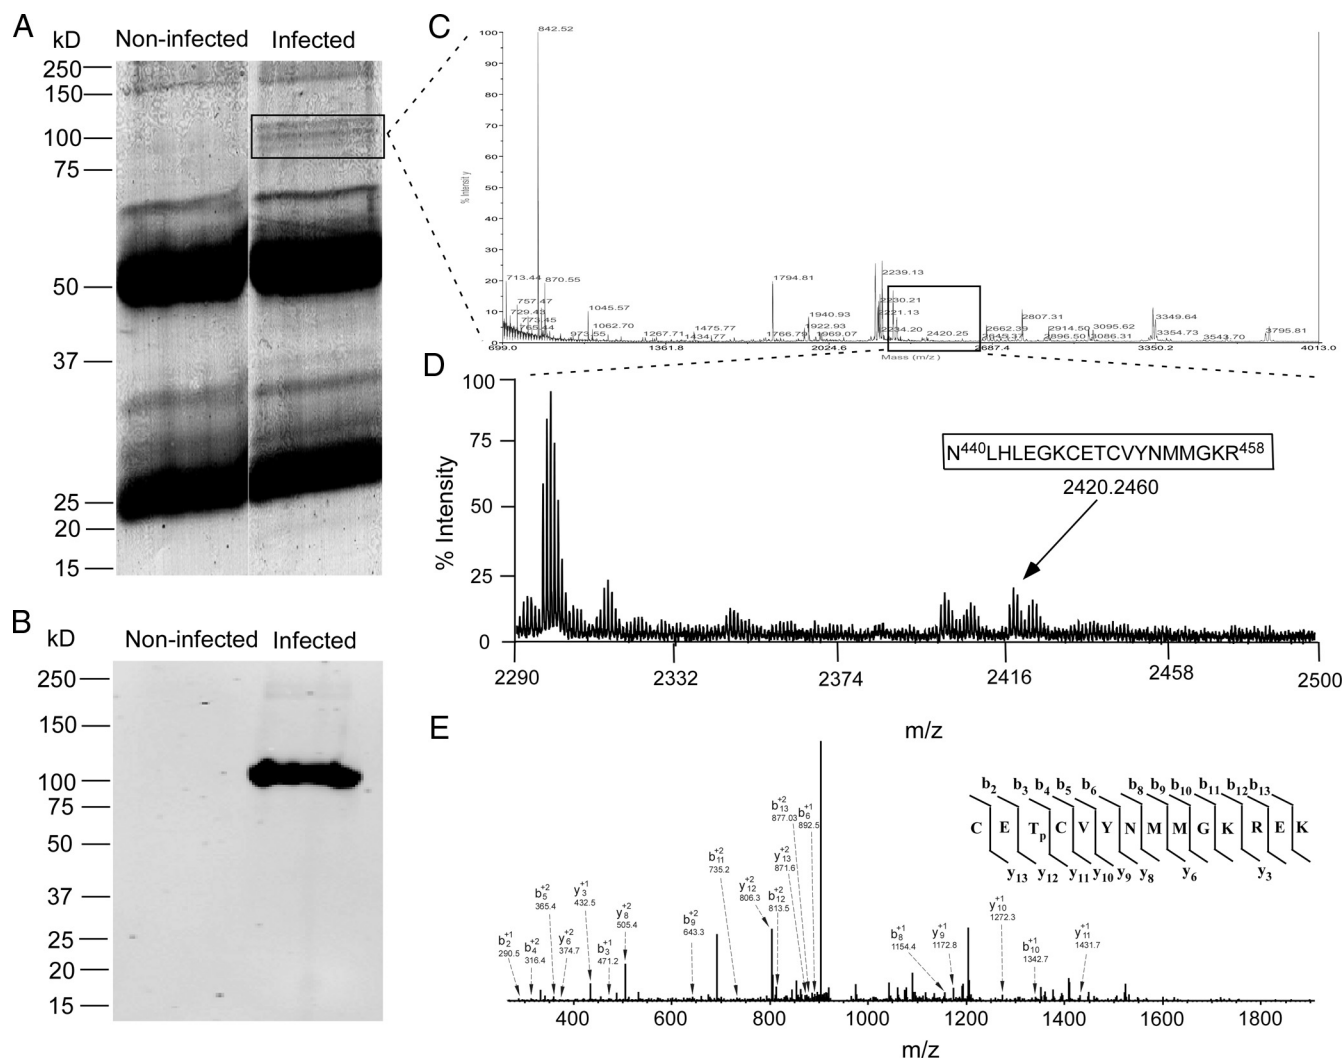 A
kD
Non-infected Infected
250
150
100
75
50
37
25
20
15
B
kD
Non-infected Infected
250
150
100
75
50
37
25
20
15
C
% Intensity
100
90
80
70
60
50
40
30
20
10
0
842.52
713.44
870.55
757.47
729.43
773.45
765.44
973.55
1045.57
1062.70
1267.71
1434.77
1475.77
1794.81
1766.79
1940.93
1922.93
1969.07
2239.13
2230.21
2221.13
2234.20
2420.25
2662.39
2645.37
2807.31
2914.50
2896.50
3095.62
3086.31
3349.64
3354.73
3543.70
3795.81
699.0 1361.8 2024.6 2687.4 3350.2 4013.0
Mass (m/z)
D
% Intensity
100
75
50
25
0
N440LHLEGKCETCVYNMMGKR458
2420.2460
2290 2332 2374 2416 2458 2500
m/z
E
b2+1 290.5
b4+2 316.4
b5+2 365.4
y6+2 374.7
y3+1 432.5
b3+1 471.2
y8+2 505.4
b9+2 643.3
b11+2 735.2
y12+2 806.3
b12+2 813.5
y13+2 871.6
b13+2 877.03
b6+1 892.5
b8+1 1154.4
y9+1 1172.8
y10+1 1272.3
b10+1 1342.7
y11+1 1431.7
b2 b3 b4 b5 b6 b8 b9 b10 b11 b12 b13
C E Tp C V Y N M M G K R E K
y13 y12 y11 y10 y9 y8 y6 y3
400 600 800 1000 1200 1400 1600 1800
m/z